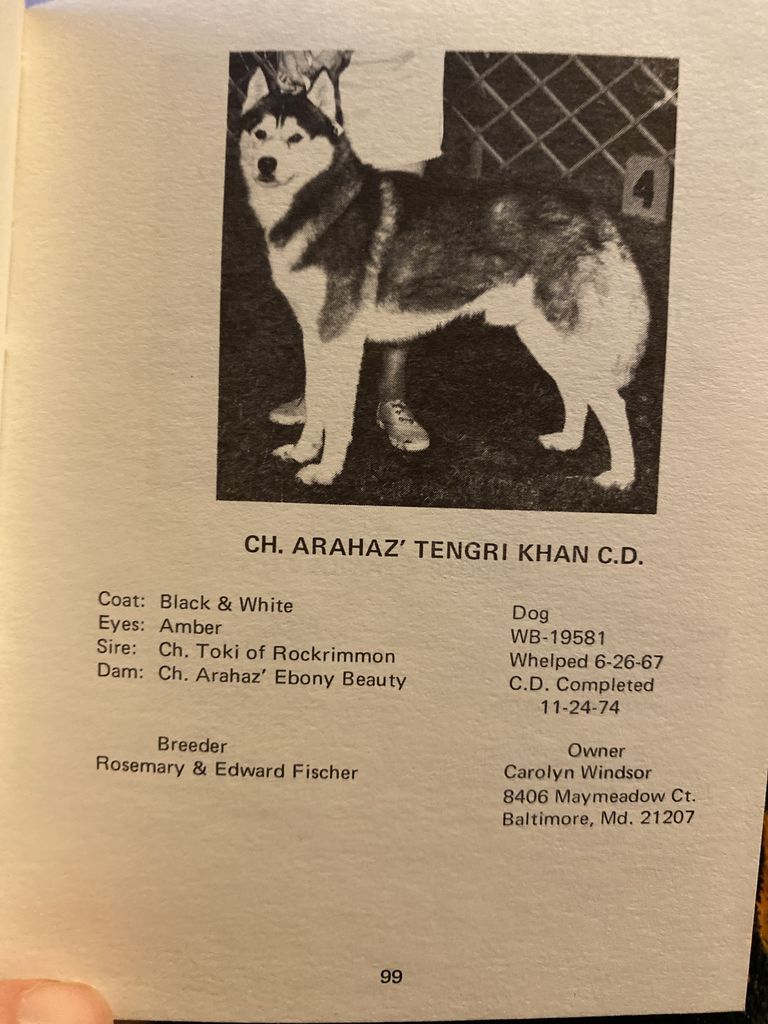 4
CH. ARAHAZ' TENGRI KHAN C.D.
Coat: Black & White
Eyes: Amber
Sire: Ch. Toki of Rockrimmon
Dam: Ch. Arahaz' Ebony Beauty
Dog
WB-19581
Whelped 6-26-67
C.D. Completed
11-24-74
Breeder
Rosemary & Edward Fischer
Owner
Carolyn Windsor
8406 Maymeadow Ct.
Baltimore, Md. 21207
99